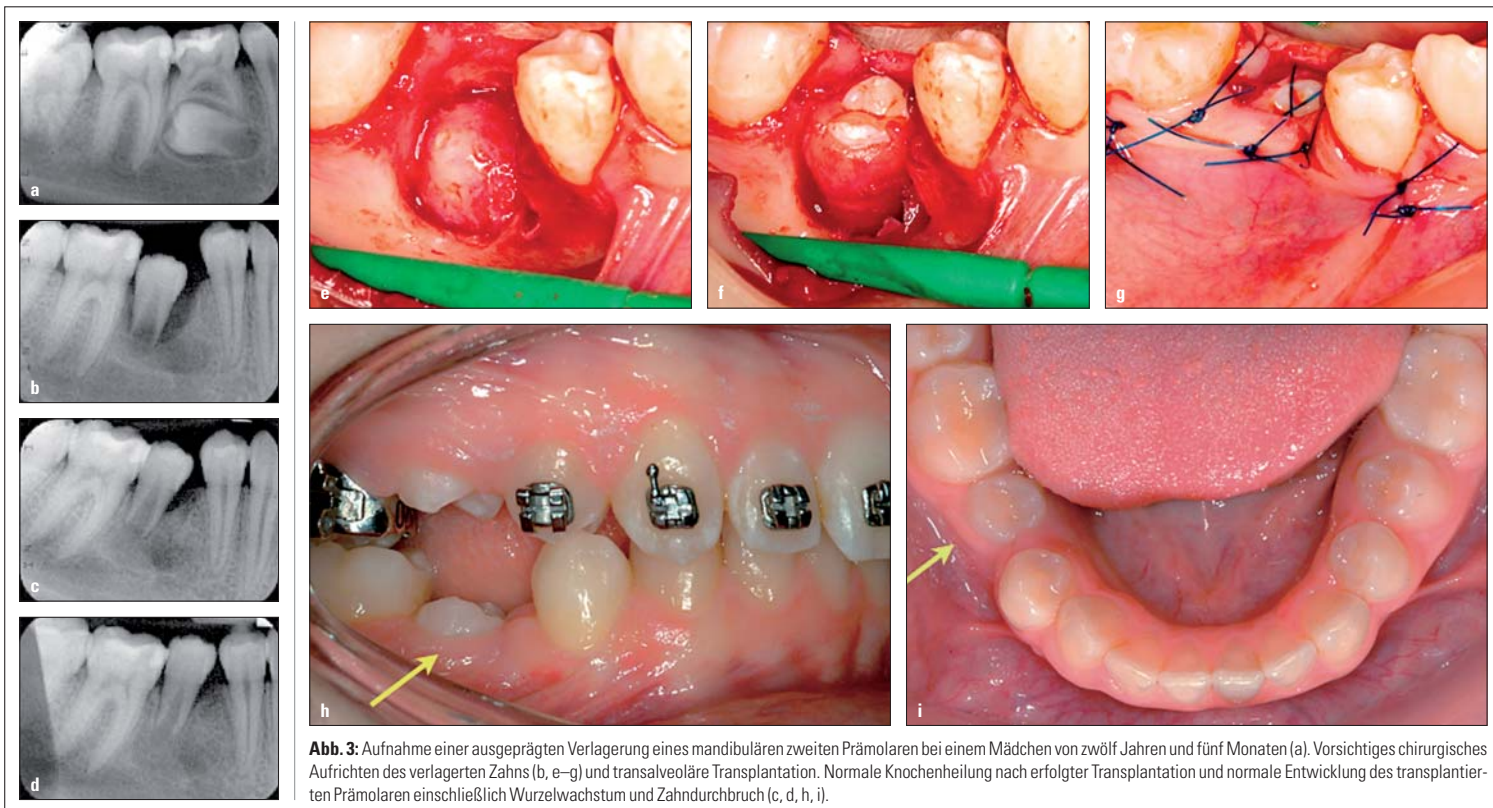 a
b
c
d
e
f
g
h
i
Abb. 3: Aufnahme einer ausgeprägten Verlagerung eines mandibulären zweiten Prämolaren bei einem Mädchen von zwölf Jahren und fünf Monaten (a). Vorsichtiges chirurgisches
Aufrichten des verlagerten Zahns (b, e–g) und transalveoläre Transplantation. Normale Knochenheilung nach erfolgter Transplantation und normale Entwicklung des transplantier-
ten Prämolaren einschließlich Wurzelwachstum und Zahndurchbruch (c, d, h, i).